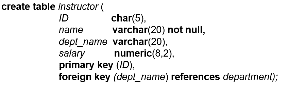 create table instructor (
ID char(5),
name varchar(20) not null,
dept_name varchar(20),
salary numeric(8,2),
primary key (ID),
foreign key (dept_name) references department);